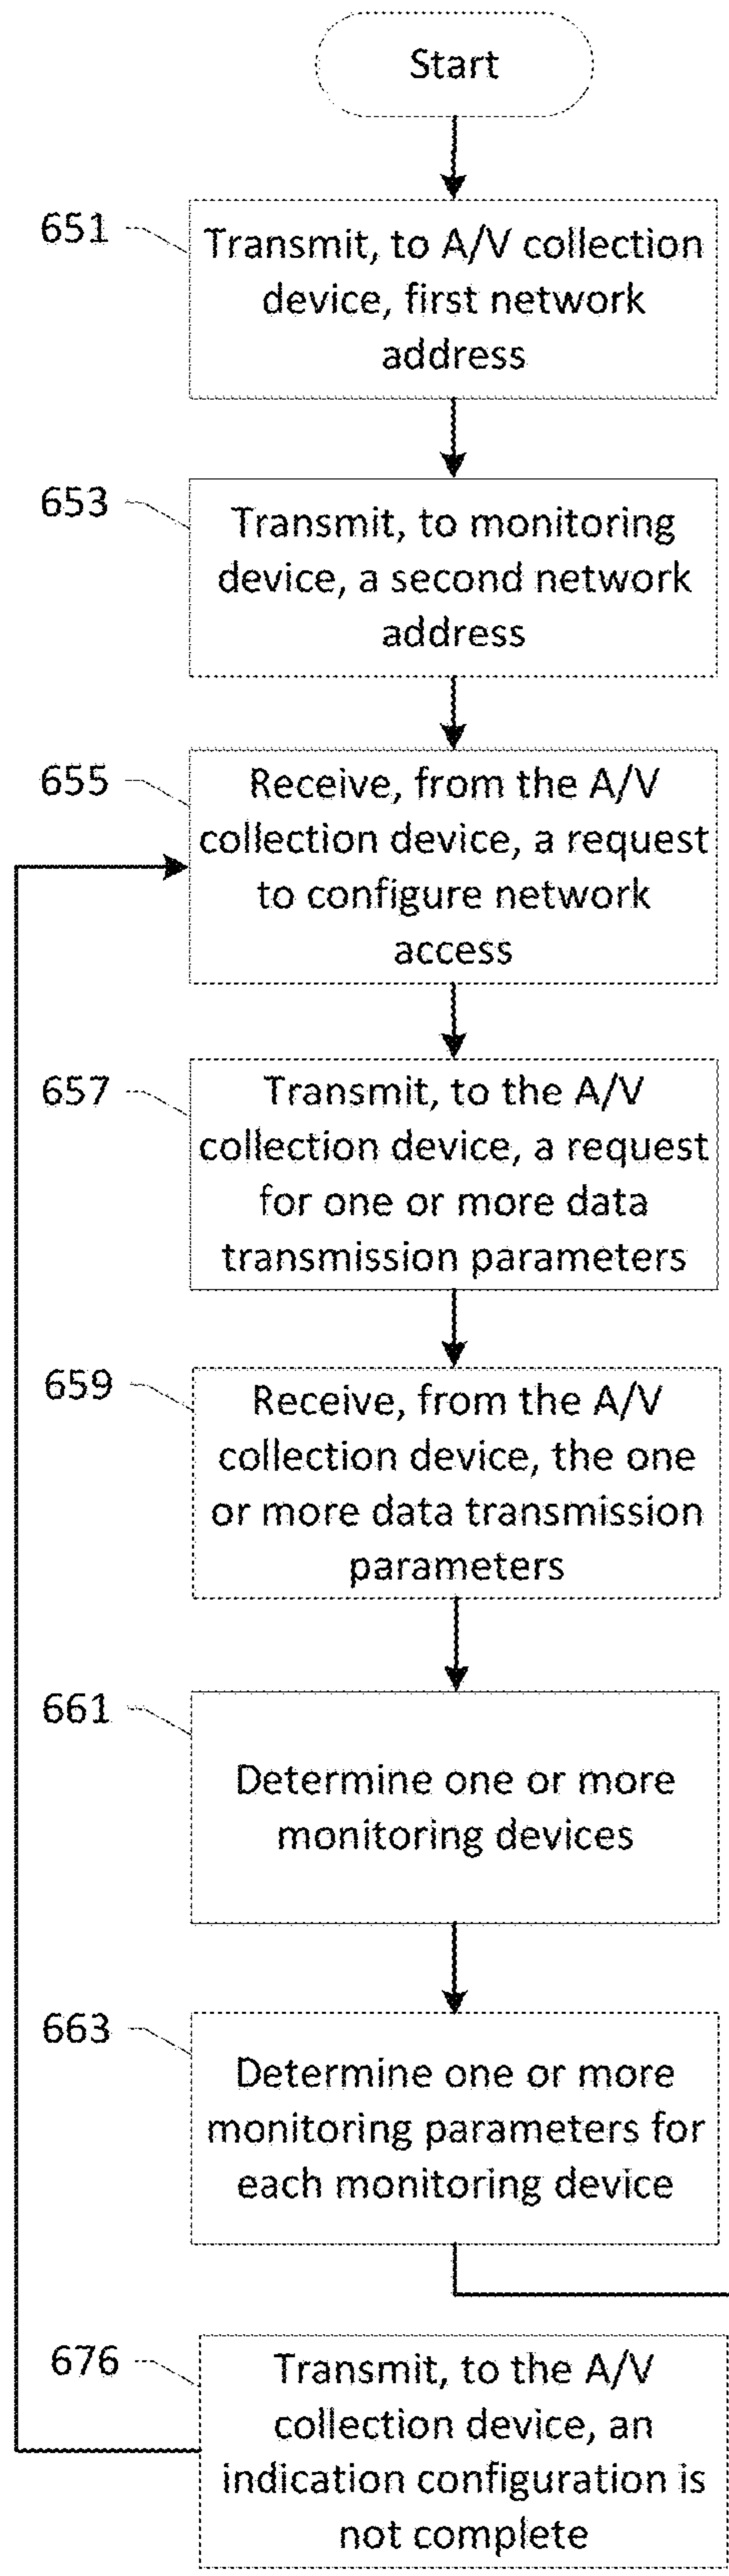 Start
651
Transmit, to A/V collection
device, first network
address
653
Transmit, to monitoring
device, a second network
address
655
Receive, from the A/V
collection device, a request
to configure network
access
657
Transmit, to the A/V
collection device, a request
for one or more data
transmission parameters
659
Receive, from the A/V
collection device, the one
or more data transmission
parameters
661
Determine one or more
monitoring devices
663
Determine one or more
monitoring parameters for
each monitoring device
676
Transmit, to the A/V
collection device, an
indication configuration is
not complete